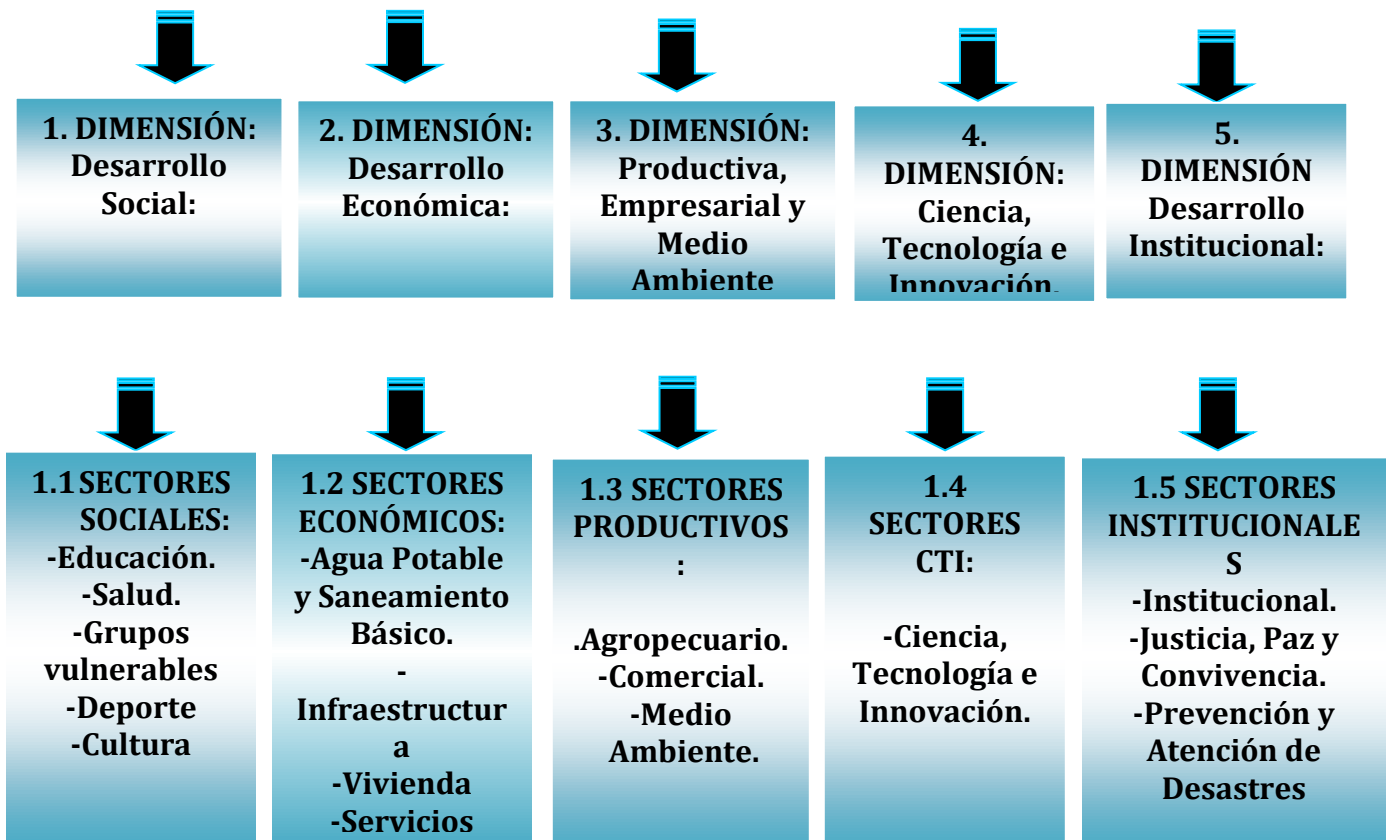 1. DIMENSIÓN:
Desarrollo
Social:
2. DIMENSIÓN:
Desarrollo
Económica:
3. DIMENSIÓN:
Productiva,
Empresarial y
Medio
Ambiente
4.
DIMENSIÓN:
Ciencia,
Tecnología e
Innovación.
5.
DIMENSIÓN
Desarrollo
Institucional:
1.1 SECTORES
SOCIALES:
-Educación.
-Salud.
-Grupos
vulnerables
-Deporte
-Cultura
1.2 SECTORES
ECONÓMICOS:
-Agua Potable
y Saneamiento
Básico.
-
Infraestructur
a
-Vivienda
-Servicios
1.3 SECTORES
PRODUCTIVOS
:
.Agropecuario.
-Comercial.
-Medio
Ambiente.
1.4
SECTORES
CTI:
-Ciencia,
Tecnología e
Innovación.
1.5 SECTORES
INSTITUCIONALE
S
-Institucional.
-Justicia, Paz y
Convivencia.
-Prevención y
Atención de
Desastres